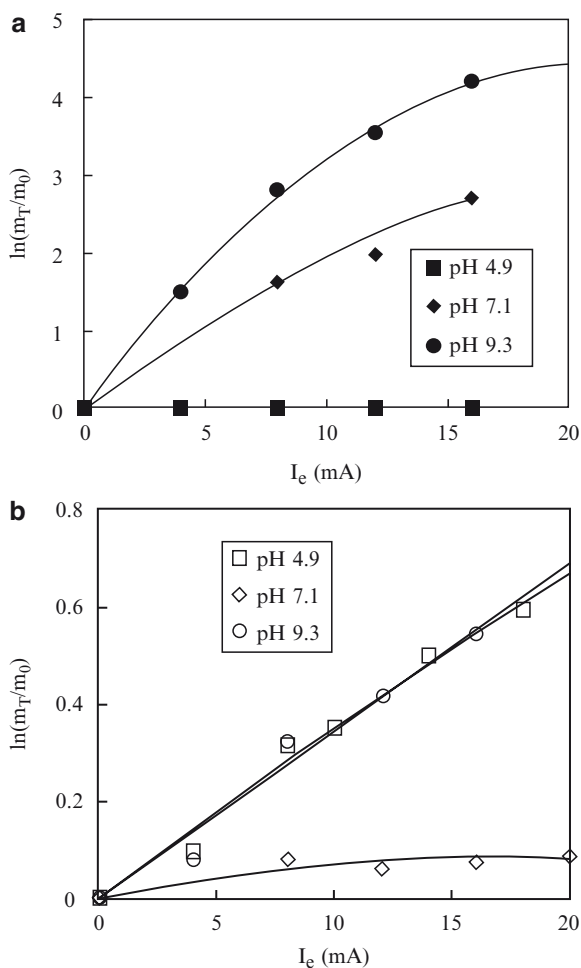 a
5
4
3
2
1
0
ln(m_T/m_0)
pH 4.9
pH 7.1
pH 9.3
0 5 10 15 20
I_e (mA)
b
0.8
0.6
0.4
0.2
0
ln(m_T/m_0)
pH 4.9
pH 7.1
pH 9.3
0 5 10 15 20
I_e (mA)